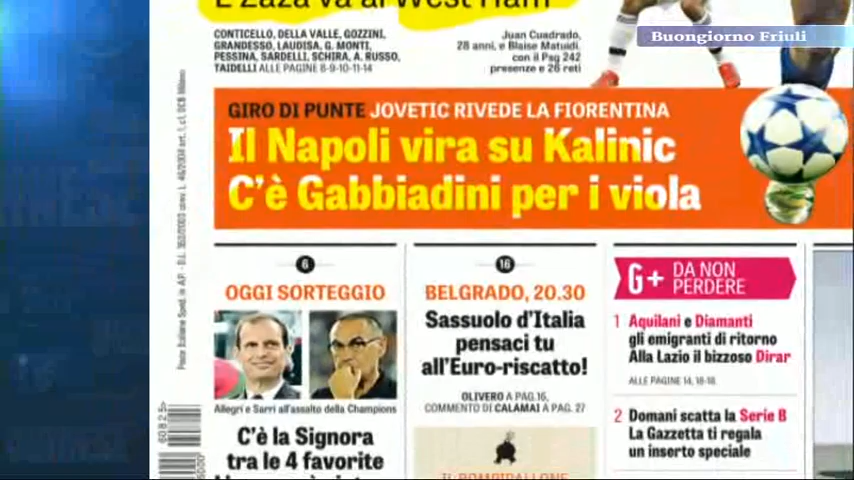 E Zaza va al West Ham
Buongiorno Friuli
CONTICELLO, DELLA VALLE, GOZZINI,
GRANDESSO, LAUDISA, G. MONTI,
PESSINA, SARDELLI, SCHIRA, A. RUSSO,
TAIDELLI ALLE PAGINE 8-9-10-11-14
Juan Cuadrado,
28 anni, e Blaise Matuidi.
con il Psg 242
presenze e 26 reti
GIRO DI PUNTE JOVETIC RIVEDE LA FIORENTINA
Il Napoli vira su Kalinic
C'è Gabbiadini per i viola
6
OGGI SORTEGGIO
Allegri e Sarri all'assalto della Champions
C'è la Signora
tra le 4 favorite
16
BELGRADO, 20.30
Sassuolo d'Italia
pensaci tu
all'Euro-riscatto!
OLIVERO A PAG.16,
COMMENTO DI CALAMAI A PAG. 27
IL ROMPIPALLONE
G+ DA NON
PERDERE
1 Aquilani e Diamanti
gli emigranti di ritorno
Alla Lazio il bizzoso Dirar
ALLE PAGINE 14, 18-18
2 Domani scatta la Serie B
La Gazzetta ti regala
un inserto speciale
60825>